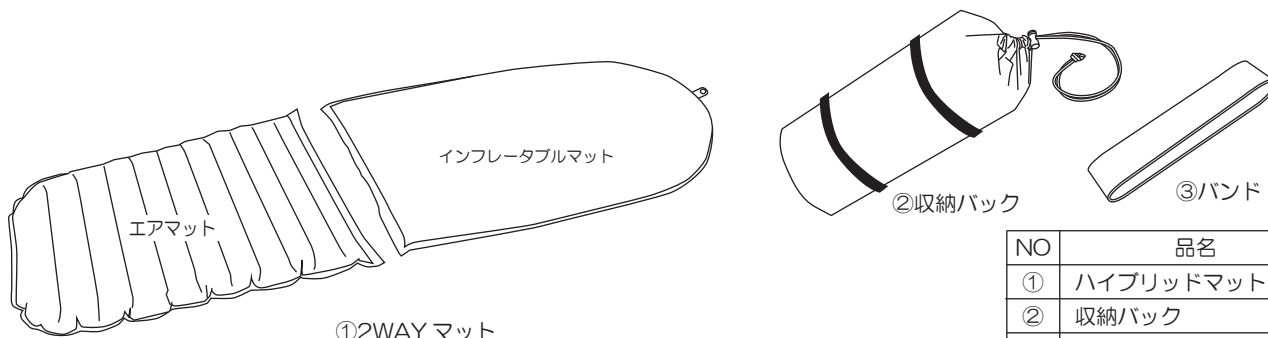 インフレータブルマット
エアマット
①2WAY マット
②収納バック
③バンド
NO 品名
① ハイブリッドマット
② 収納バック